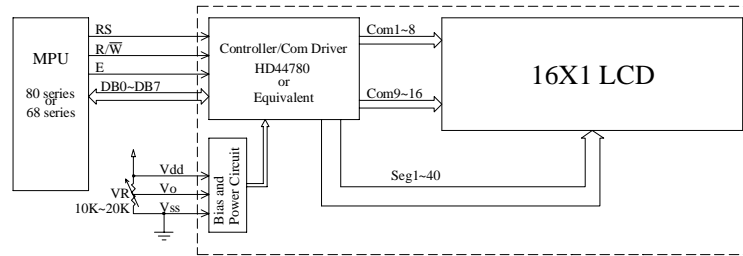 MPU
80 series
or
68 series
RS
R/W̅
E
DB0~DB7
Controller/Com Driver
HD44780
or
Equivalent
Com1~8
Com9~16
16X1 LCD
Seg1~40
Vdd
Vo
Vss
VR
10K~20K
Bias and
Power Circuit